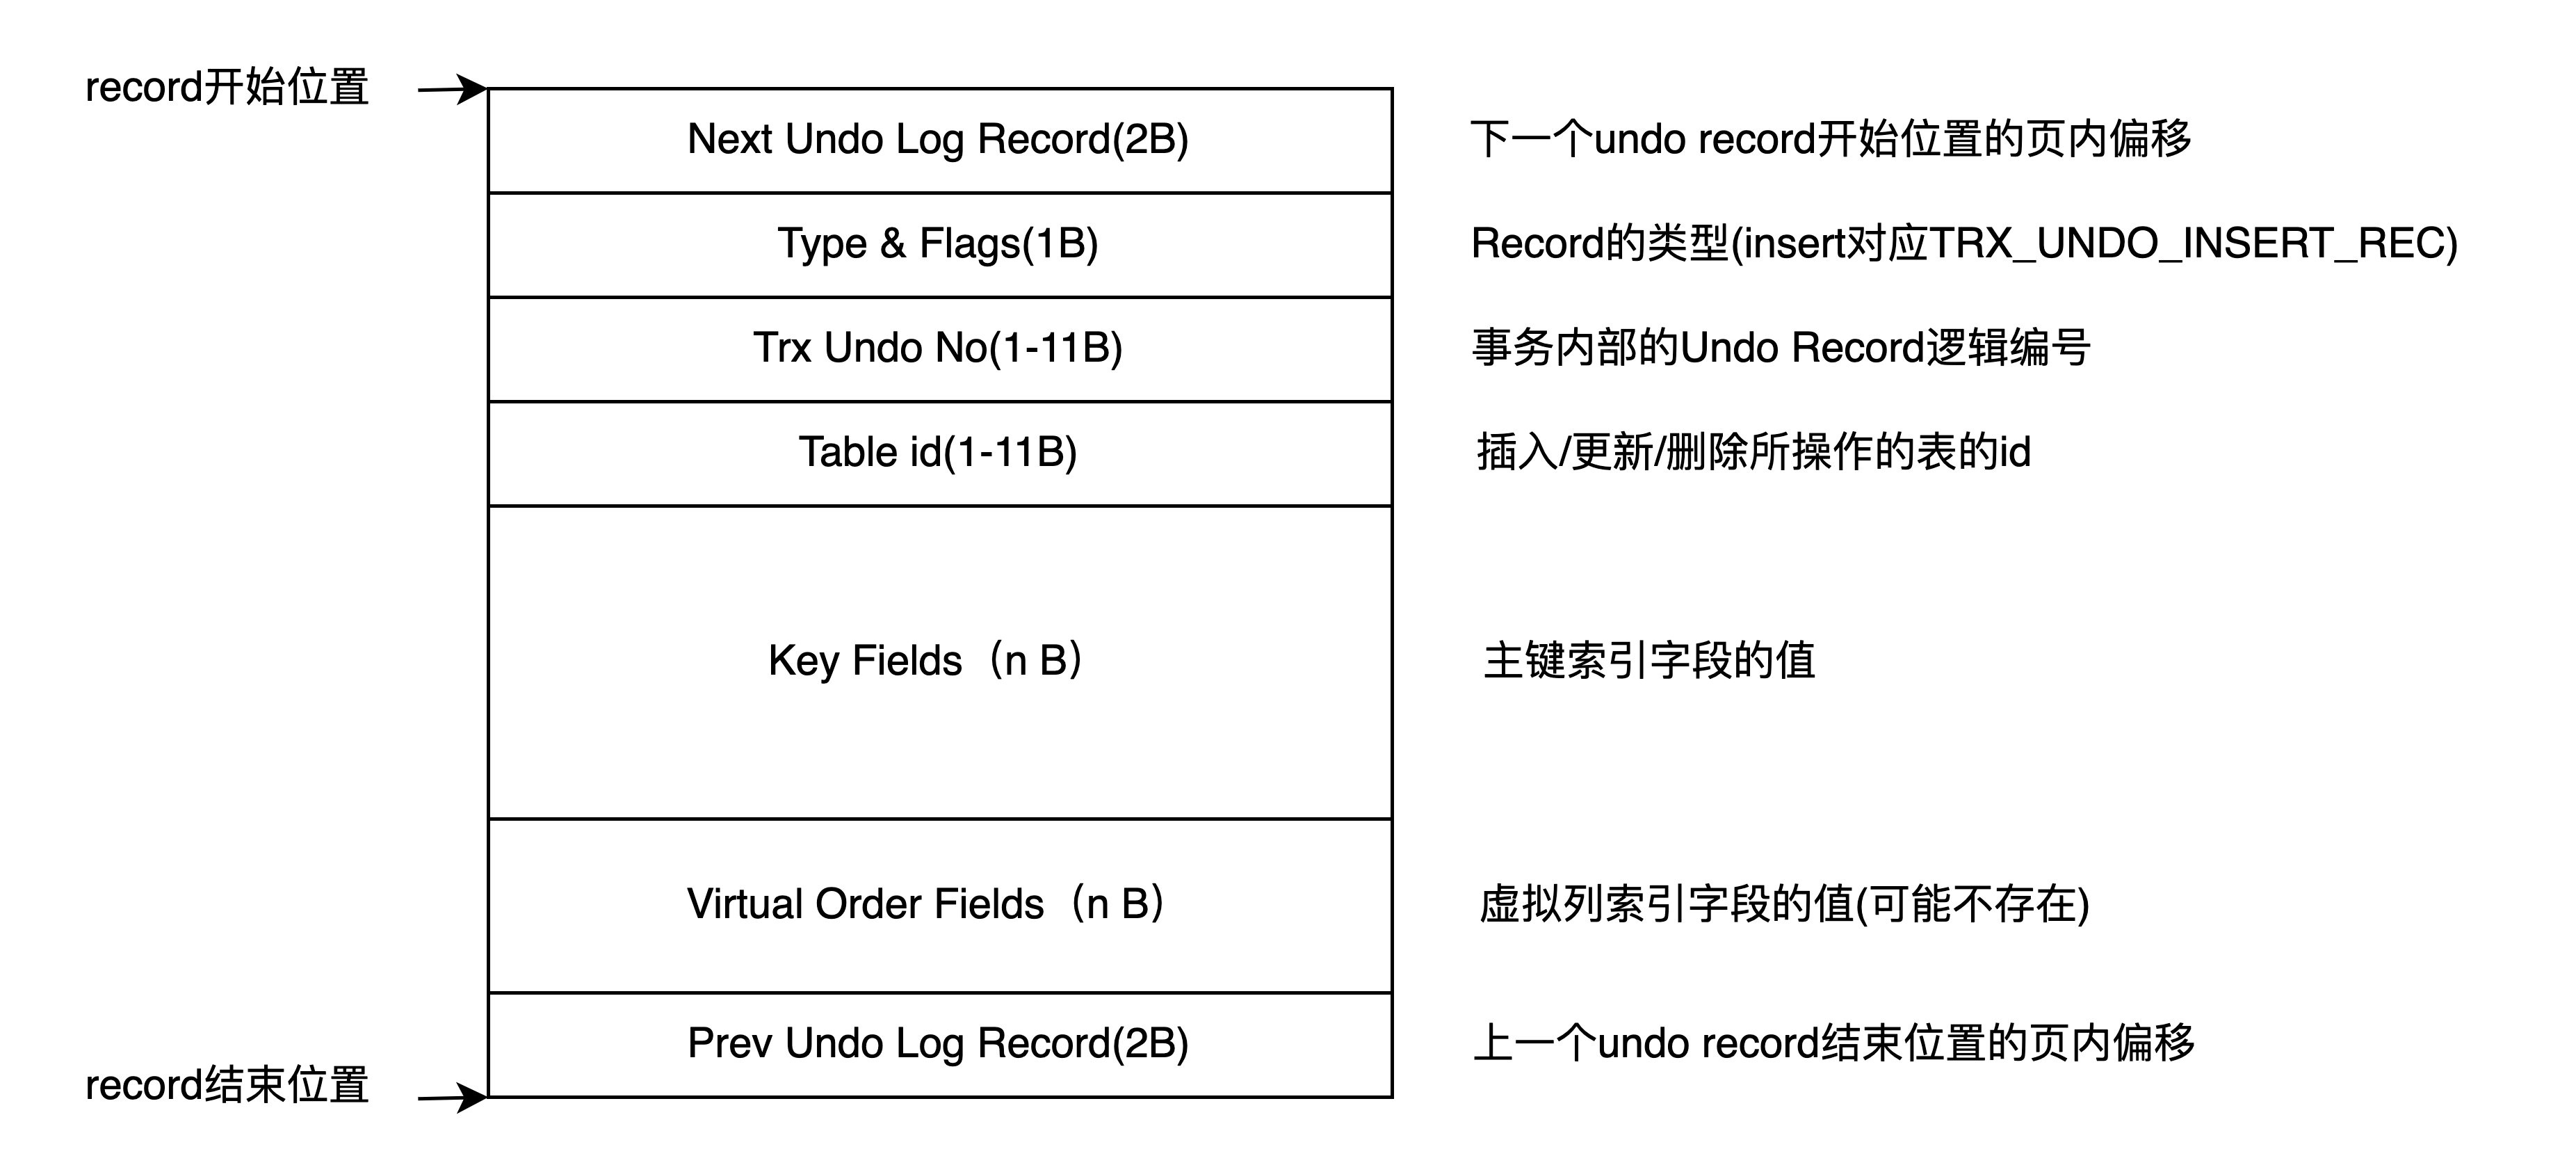 record开始位置
Next Undo Log Record(2B)
下一个undo record开始位置的页内偏移
Type & Flags(1B)
Record的类型(insert对应TRX_UNDO_INSERT_REC)
Trx Undo No(1-11B)
事务内部的Undo Record逻辑编号
Table id(1-11B)
插入/更新/删除所操作的表的id
Key Fields（n B）
主键索引字段的值
Virtual Order Fields（n B）
虚拟列索引字段的值(可能不存在)
Prev Undo Log Record(2B)
上一个undo record结束位置的页内偏移
record结束位置